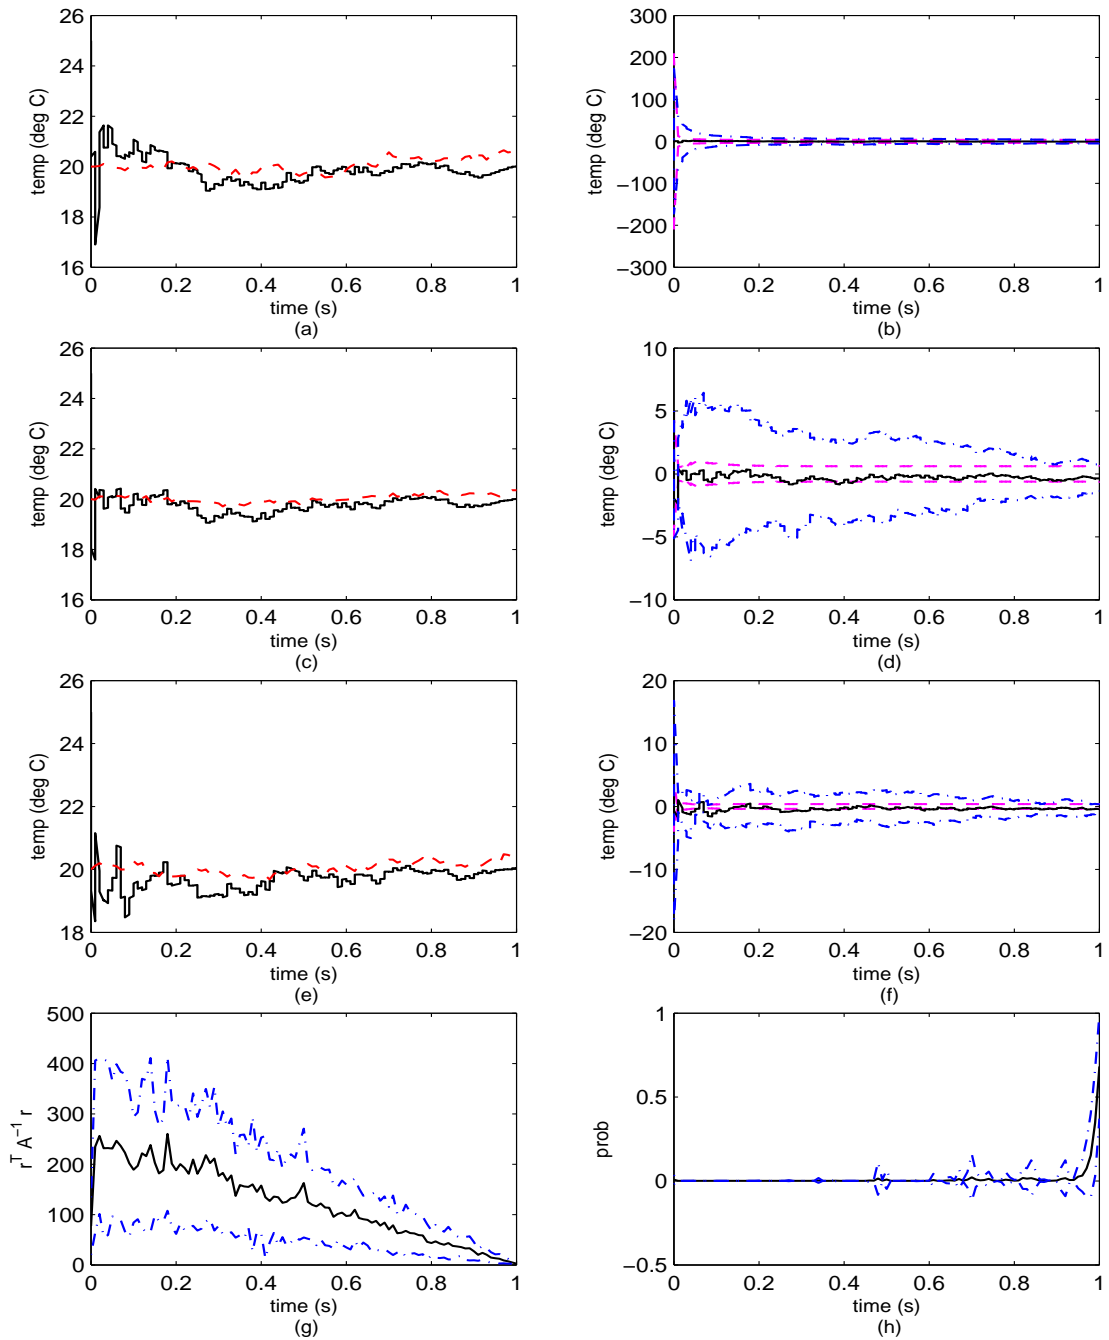 26
24
22
20
18
16
temp (deg C)
0 0.2 0.4 0.6 0.8 1
time (s)
(a)
300
200
100
0
−100
−200
−300
temp (deg C)
0 0.2 0.4 0.6 0.8 1
time (s)
(b)
26
24
22
20
18
16
temp (deg C)
0 0.2 0.4 0.6 0.8 1
time (s)
(c)
10
5
0
−5
−10
temp (deg C)
0 0.2 0.4 0.6 0.8 1
time (s)
(d)
26
24
22
20
18
temp (deg C)
0 0.2 0.4 0.6 0.8 1
time (s)
(e)
20
10
0
−10
−20
temp (deg C)
0 0.2 0.4 0.6 0.8 1
time (s)
(f)
500
400
300
200
100
0
r^T A^−1 r
0 0.2 0.4 0.6 0.8 1
time (s)
(g)
1
0.5
0
−0.5
prob
0 0.2 0.4 0.6 0.8 1
time (s)
(h)